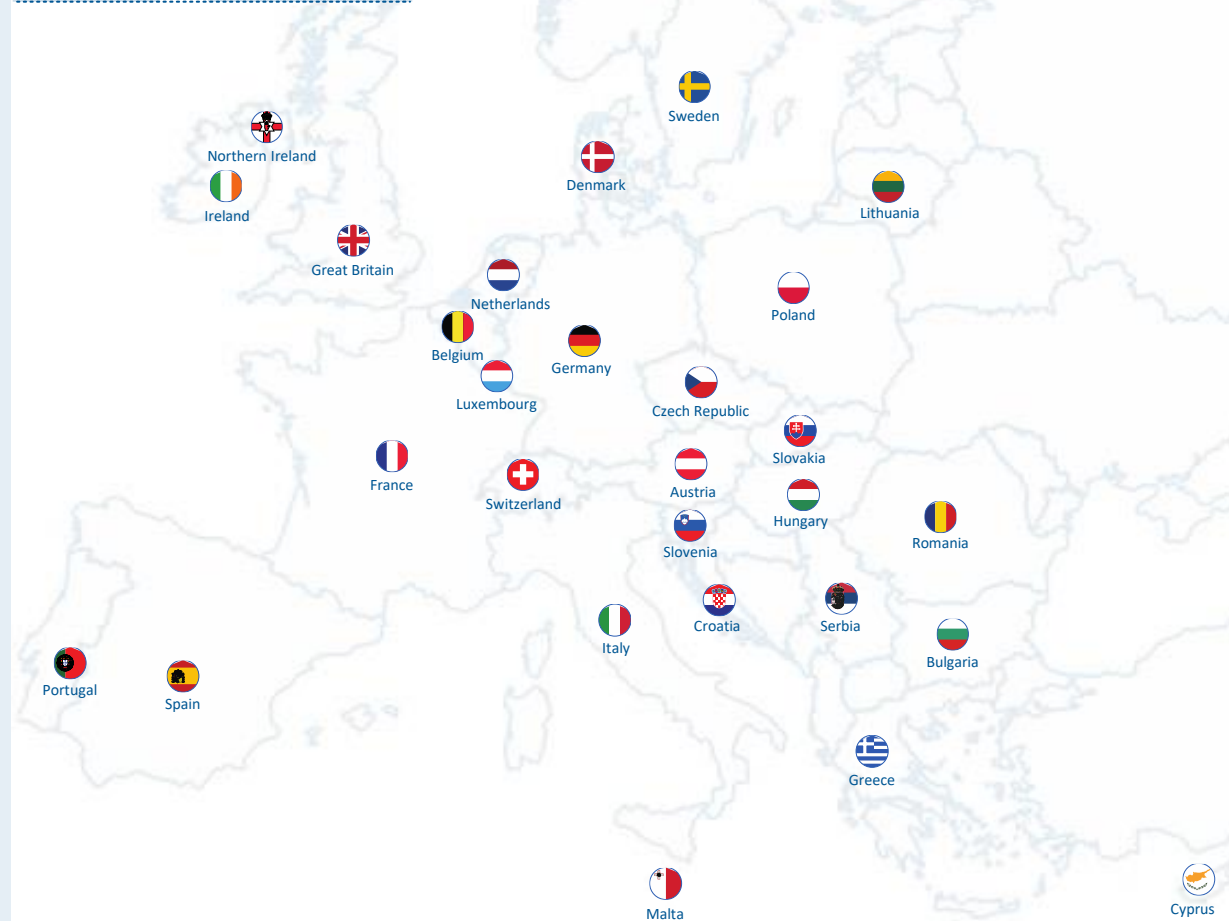 Sweden
Northern Ireland
Denmark
Ireland
Lithuania
Great Britain
Netherlands
Poland
Belgium
Germany
Luxembourg
Czech Republic
Slovakia
France
Austria
Switzerland
Hungary
Romania
Slovenia
Croatia
Serbia
Italy
Bulgaria
Portugal
Spain
Greece
Cyprus
Malta